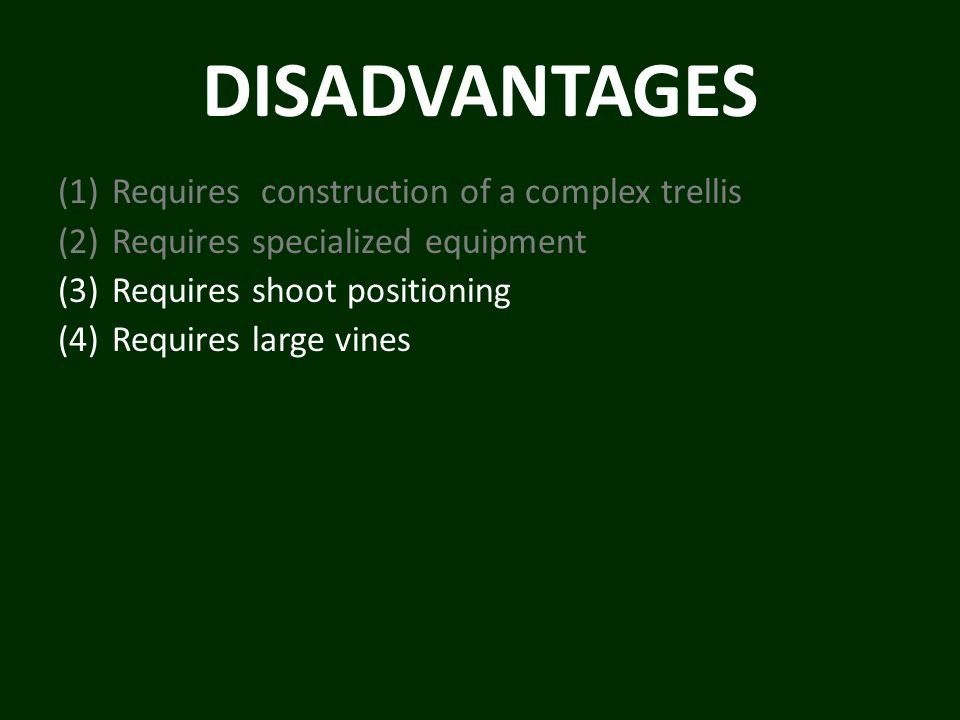 DISADVANTAGES
(1) Requires  construction of a complex trellis
(2) Requires specialized equipment
(3) Requires shoot positioning
(4) Requires large vines